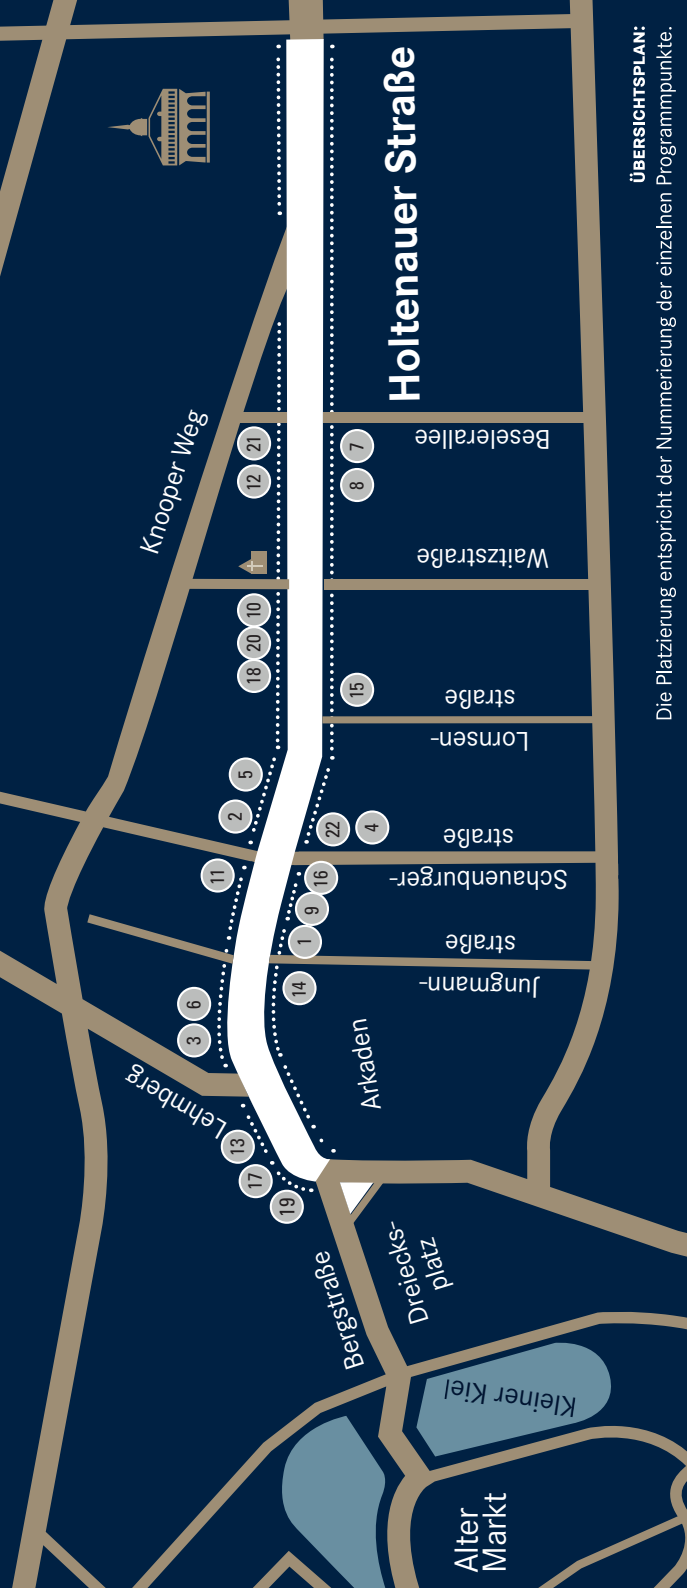 ÜBERSICHTSPLAN:
Die Platzierung entspricht der Nummerierung der einzelnen Programmpunkte.
Holtenauer Straße
Knooper Weg
21
12
7
8
Beselerallee
Waitzstraße
10
20
18
15
Lornsen-
straße
5
2
22
4
11
Schauenburger-
straße
16
9
1
Jungmann-
straße
14
6
3
Arkaden
Lehmberg
13
17
19
Bergstraße
Dreiecks-
platz
Kleiner Kiel
Alter
Markt